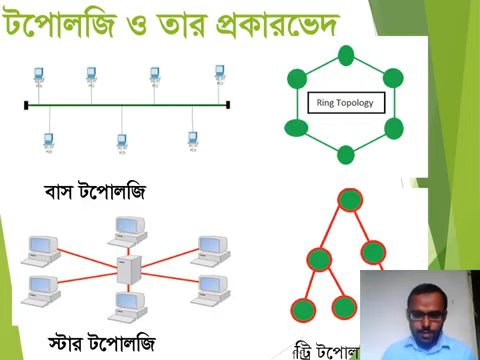 টপোলজি ও তার প্রকারভেদ
Ring Topology
বাস টপোলজি
স্টার টপোলজি
ট্রি